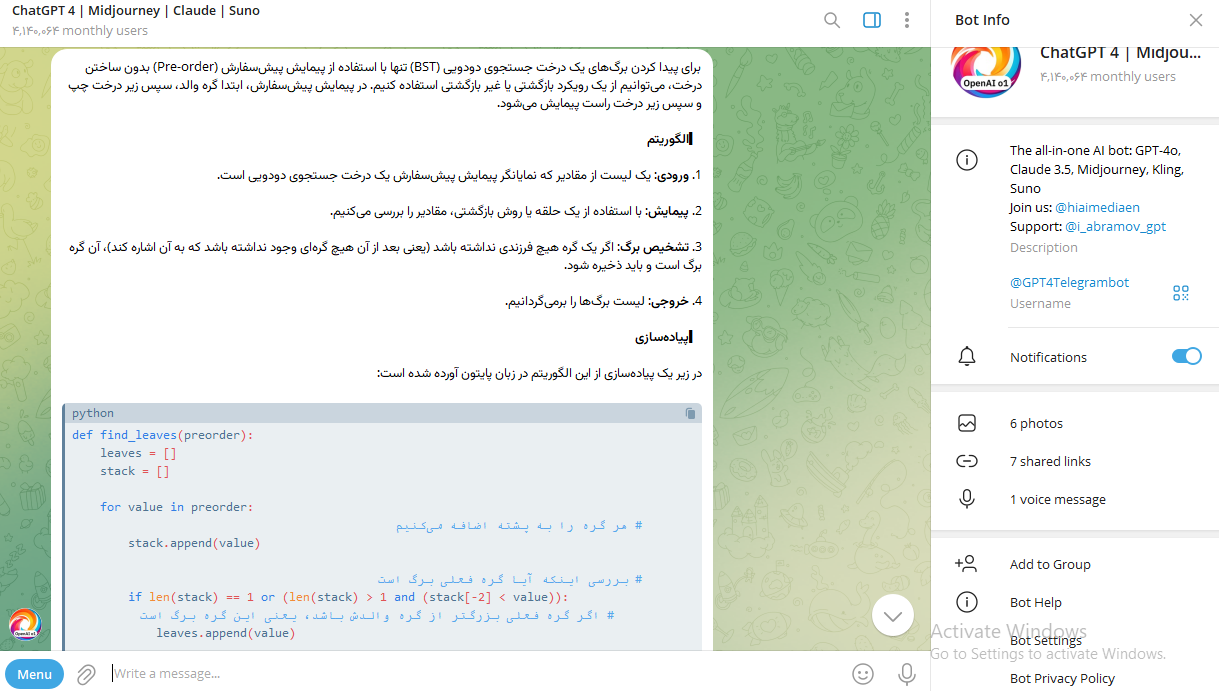 ChatGPT 4 | Midjourney | Claude | Suno
۴,۱۴۰,۰۶۴ monthly users
برای پیدا کردن برگ‌های یک درخت جستجوی دودویی (BST) تنها با استفاده از پیمایش پیش‌سفارش (Pre-order) بدون ساختن
درخت، می‌توانیم از یک رویکرد بازگشتی یا غیر بازگشتی استفاده کنیم. در پیمایش پیش‌سفارش، ابتدا گره والد، سپس زیر درخت چپ
و سپس زیر درخت راست پیمایش می‌شود.
الگوریتم
1. ورودی: یک لیست از مقادیر که نمایانگر پیمایش پیش‌سفارش یک درخت جستجوی دودویی است.
2. پیمایش: با استفاده از یک حلقه یا روش بازگشتی، مقادیر را بررسی می‌کنیم.
3. تشخیص برگ: اگر یک گره هیچ فرزندی نداشته باشد (یعنی بعد از آن هیچ گره‌ای وجود نداشته باشد که به آن اشاره کند)، آن گره
برگ است و باید ذخیره شود.
4. خروجی: لیست برگ‌ها را برمی‌گردانیم.
پیاده‌سازی
در زیر یک پیاده‌سازی از این الگوریتم در زبان پایتون آورده شده است:
python
def find_leaves(preorder):
leaves = []
stack = []
for value in preorder:
# هر گره را به پشته اضافه می‌کنیم
stack.append(value)
# بررسی اینکه آیا گره فعلی برگ است
if len(stack) == 1 or (len(stack) > 1 and (stack[-2] < value)):
# اگر گره فعلی بزرگتر از گره والدش باشد، یعنی این گره برگ است
leaves.append(value)
OpenAI o1
Menu
Write a message...
Bot Info
OpenAI o1
ChatGPT 4 | Midjou...
۴,۱۴۰,۰۶۴ monthly users
The all-in-one AI bot: GPT-4o,
Claude 3.5, Midjourney, Kling,
Suno
Join us: @hiaimediaen
Support: @i_abramov_gpt
Description
@GPT4Telegrambot
Username
Notifications
6 photos
7 shared links
1 voice message
Add to Group
Bot Help
Bot Settings
Bot Privacy Policy
Activate Windows
Go to Settings to activate Windows.